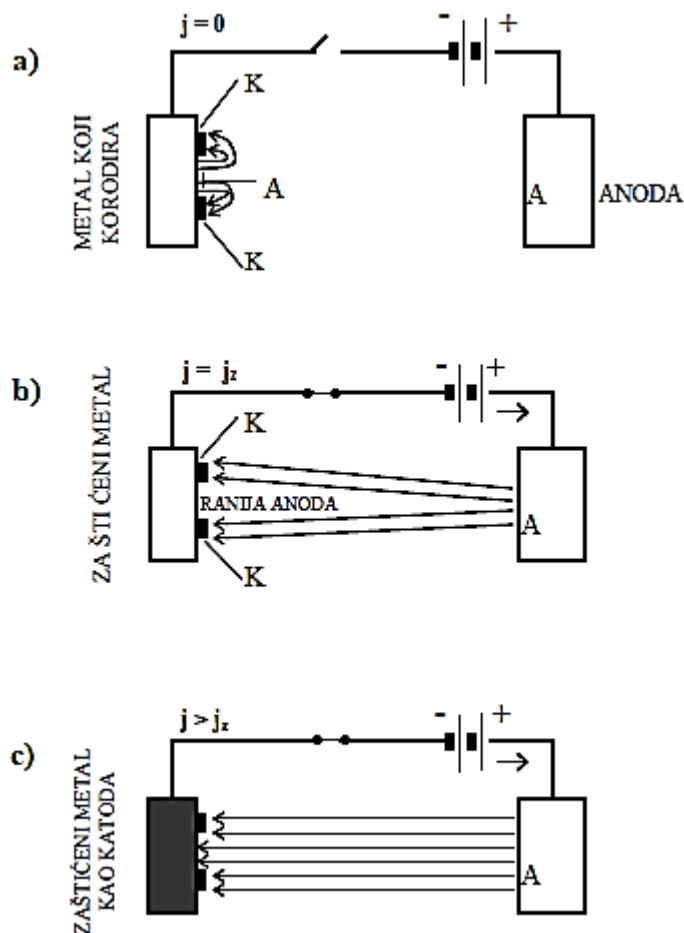 a)
j = 0
- +
K
A
K
METAL KOJI
KORODIRA
A
ANODA
b)
j = jz
- +
K
RANIJA ANODA
K
ZA ŠTI ĆENI METAL
A
c)
j > jz
- +
ZAŠTIĆENI METAL
KAO KATODA
A